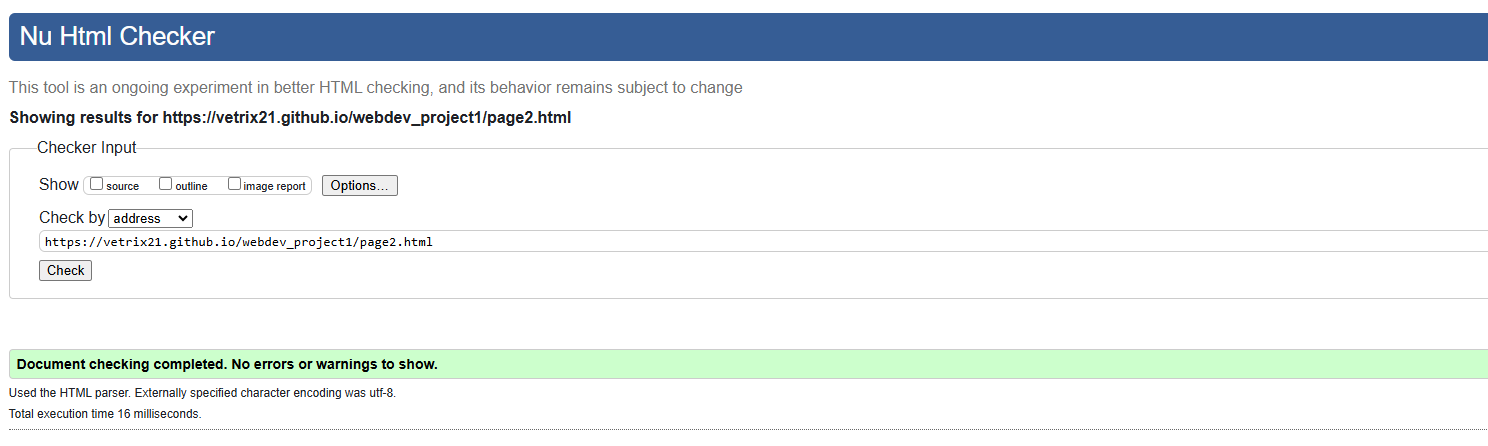 Nu Html Checker
This tool is an ongoing experiment in better HTML checking, and its behavior remains subject to change
Showing results for https://vetrix21.github.io/webdev_project1/page2.html
Checker Input
Show source outline image report Options...
Check by address
https://vetrix21.github.io/webdev_project1/page2.html
Check
Document checking completed. No errors or warnings to show.
Used the HTML parser. Externally specified character encoding was utf-8.
Total execution time 16 milliseconds.